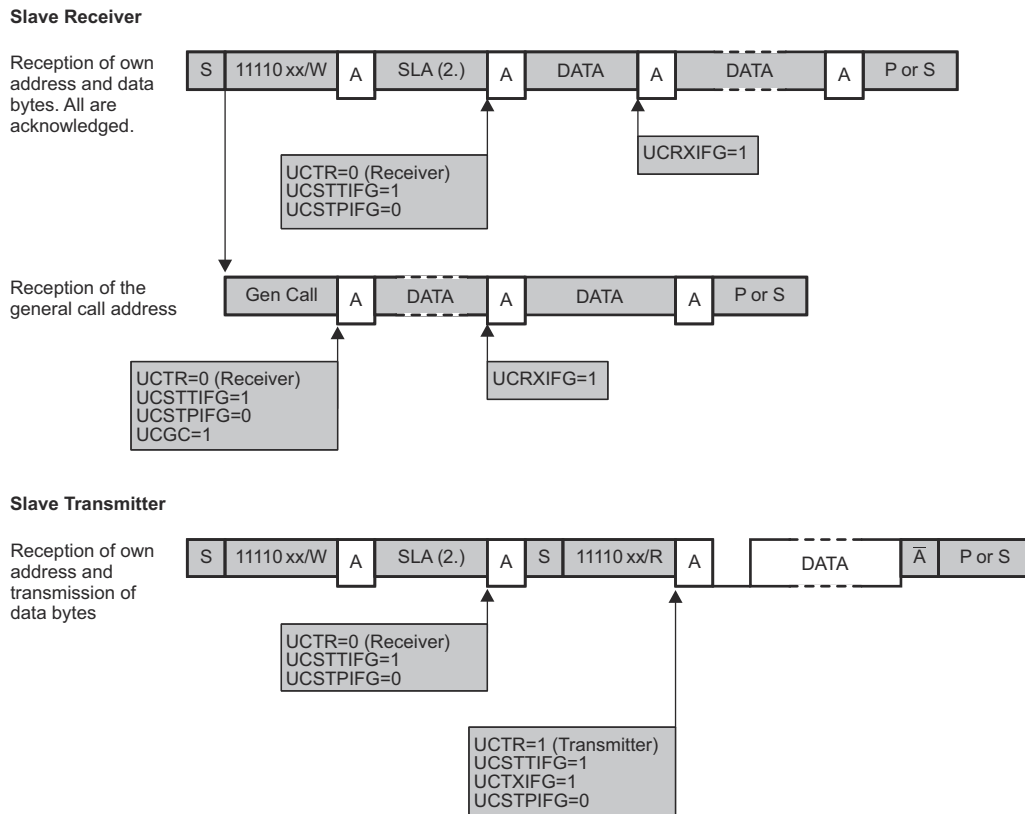 Slave Receiver
Reception of own
address and data
bytes. All are
acknowledged.
S 11110 xx/W A SLA (2.) A DATA A DATA A P or S
UCTR=0 (Receiver)
UCSTTIFG=1
UCSTPIFG=0
UCRXIFG=1
Reception of the
general call address
Gen Call A DATA A DATA A P or S
UCTR=0 (Receiver)
UCSTTIFG=1
UCSTPIFG=0
UCGC=1
UCRXIFG=1
Slave Transmitter
Reception of own
address and
transmission of
data bytes
S 11110 xx/W A SLA (2.) A S 11110 xx/R A DATA A̅ P or S
UCTR=0 (Receiver)
UCSTTIFG=1
UCSTPIFG=0
UCTR=1 (Transmitter)
UCSTTIFG=1
UCTXIFG=1
UCSTPIFG=0